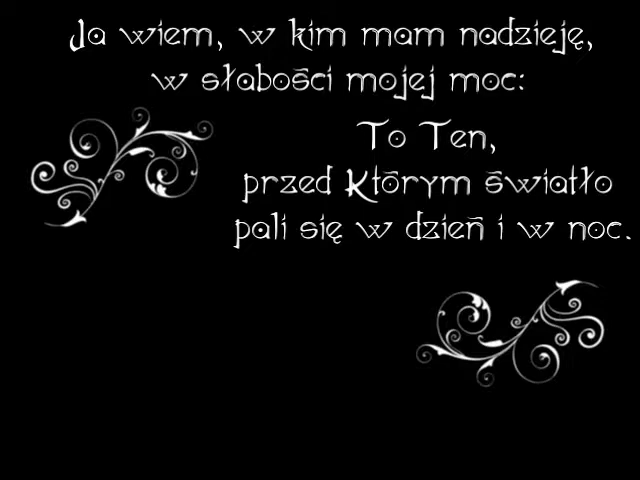 Ja wiem, w kim mam nadzieję,
w słabości mojej moc:
To Ten,
przed Którym światło
pali się w dzień i w noc.